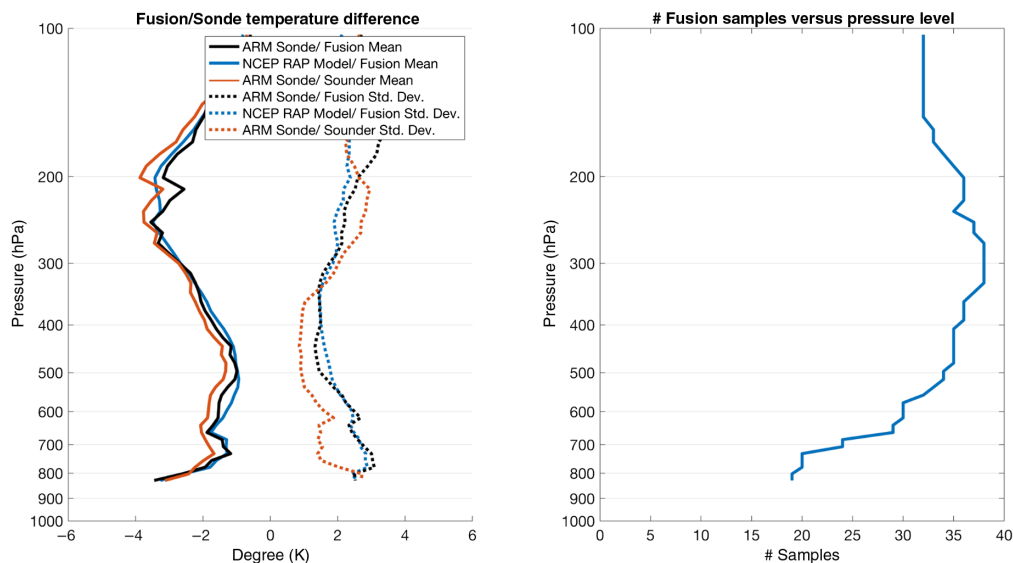 Fusion/Sonde temperature difference
100
200
300
400
500
600
700
800
900
1000
Pressure (hPa)
ARM Sonde/ Fusion Mean
NCEP RAP Model/ Fusion Mean
ARM Sonde/ Sounder Mean
ARM Sonde/ Fusion Std. Dev.
NCEP RAP Model/ Fusion Std. Dev.
ARM Sonde/ Sounder Std. Dev.
−6 −4 −2 0 2 4 6
Degree (K)
# Fusion samples versus pressure level
100
200
300
400
500
600
700
800
900
1000
Pressure (hPa)
0 5 10 15 20 25 30 35 40
# Samples